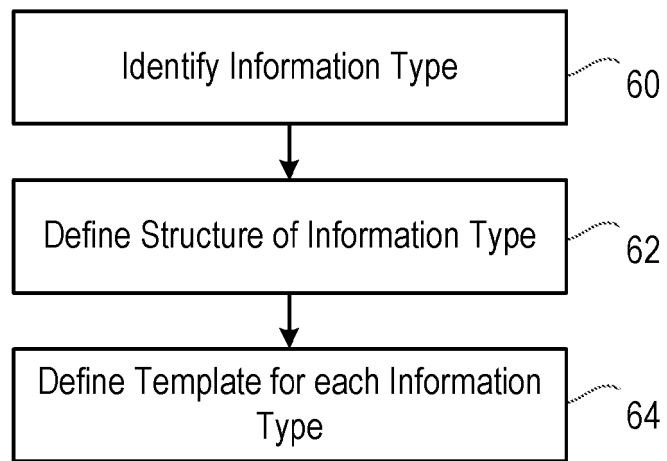 Identify Information Type
60
Define Structure of Information Type
62
Define Template for each Information
Type
64